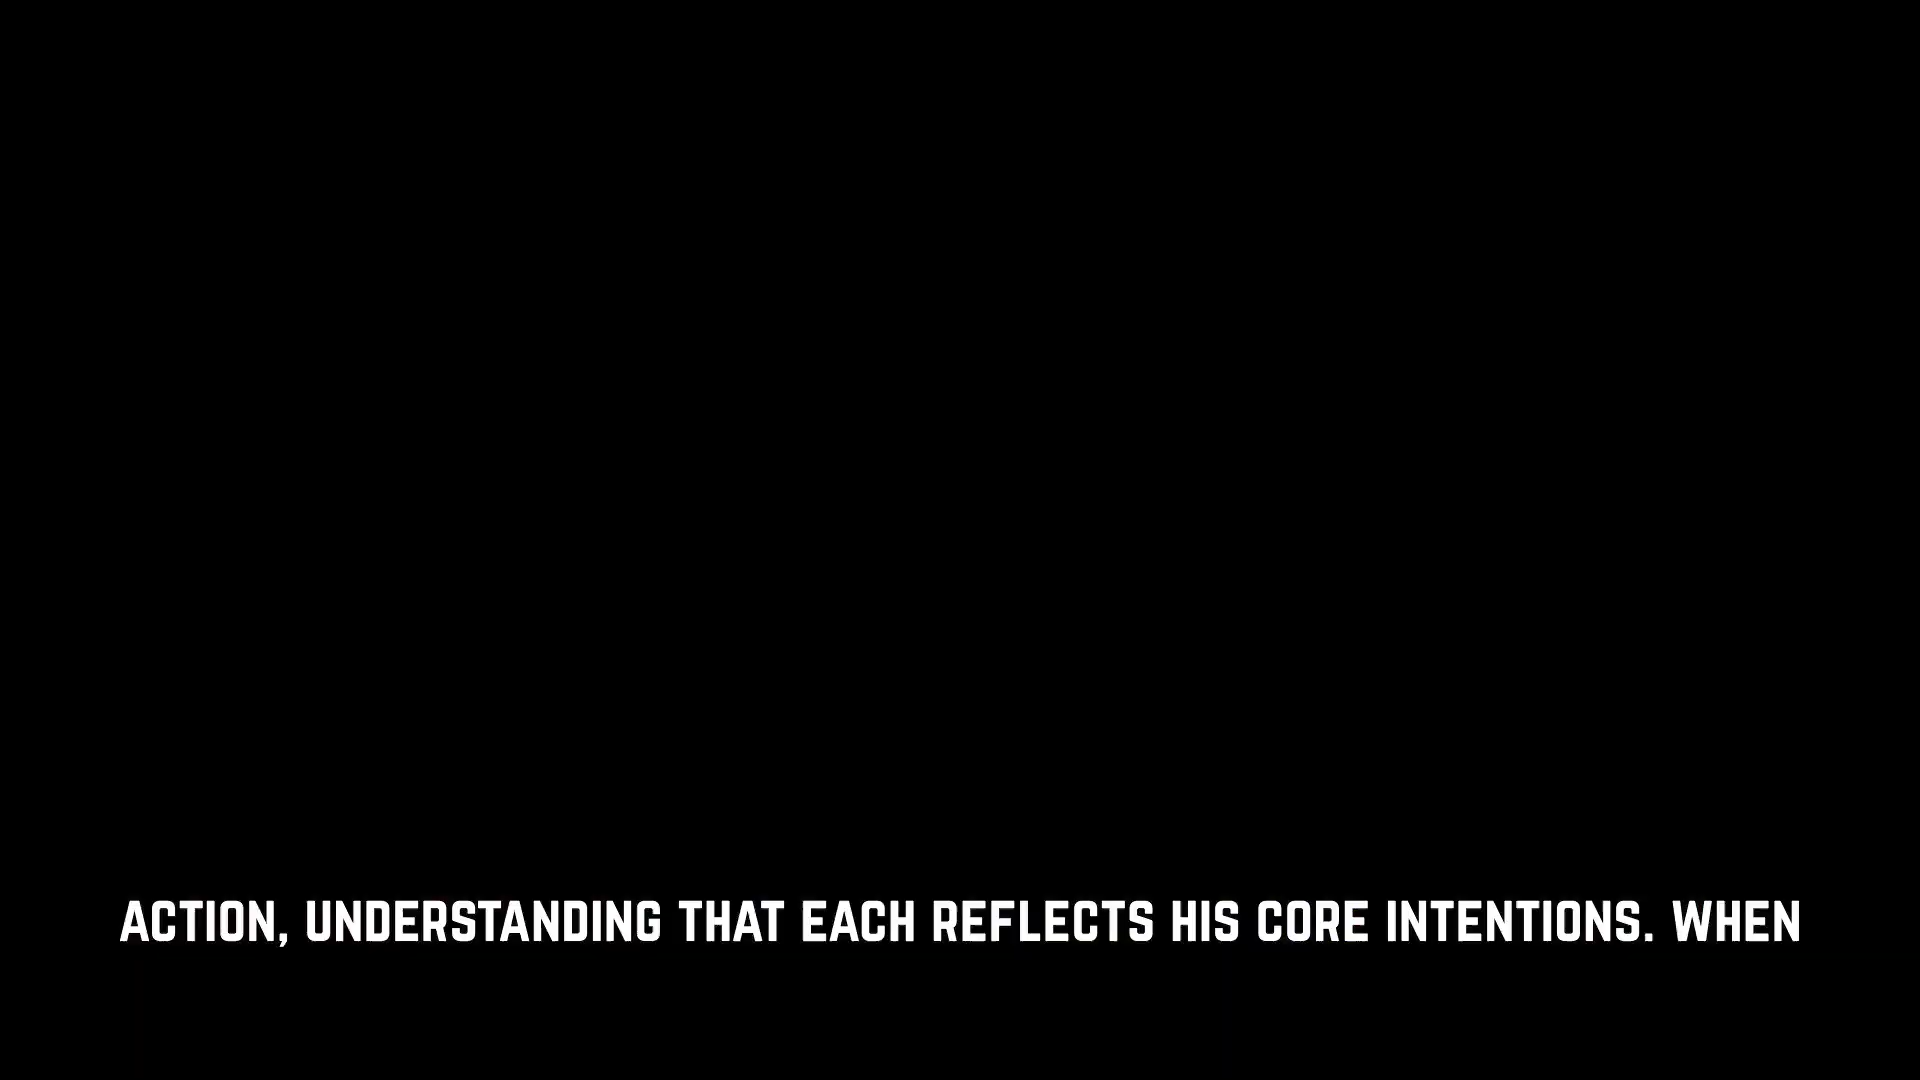 ACTION, UNDERSTANDING THAT EACH REFLECTS HIS CORE INTENTIONS. WHEN